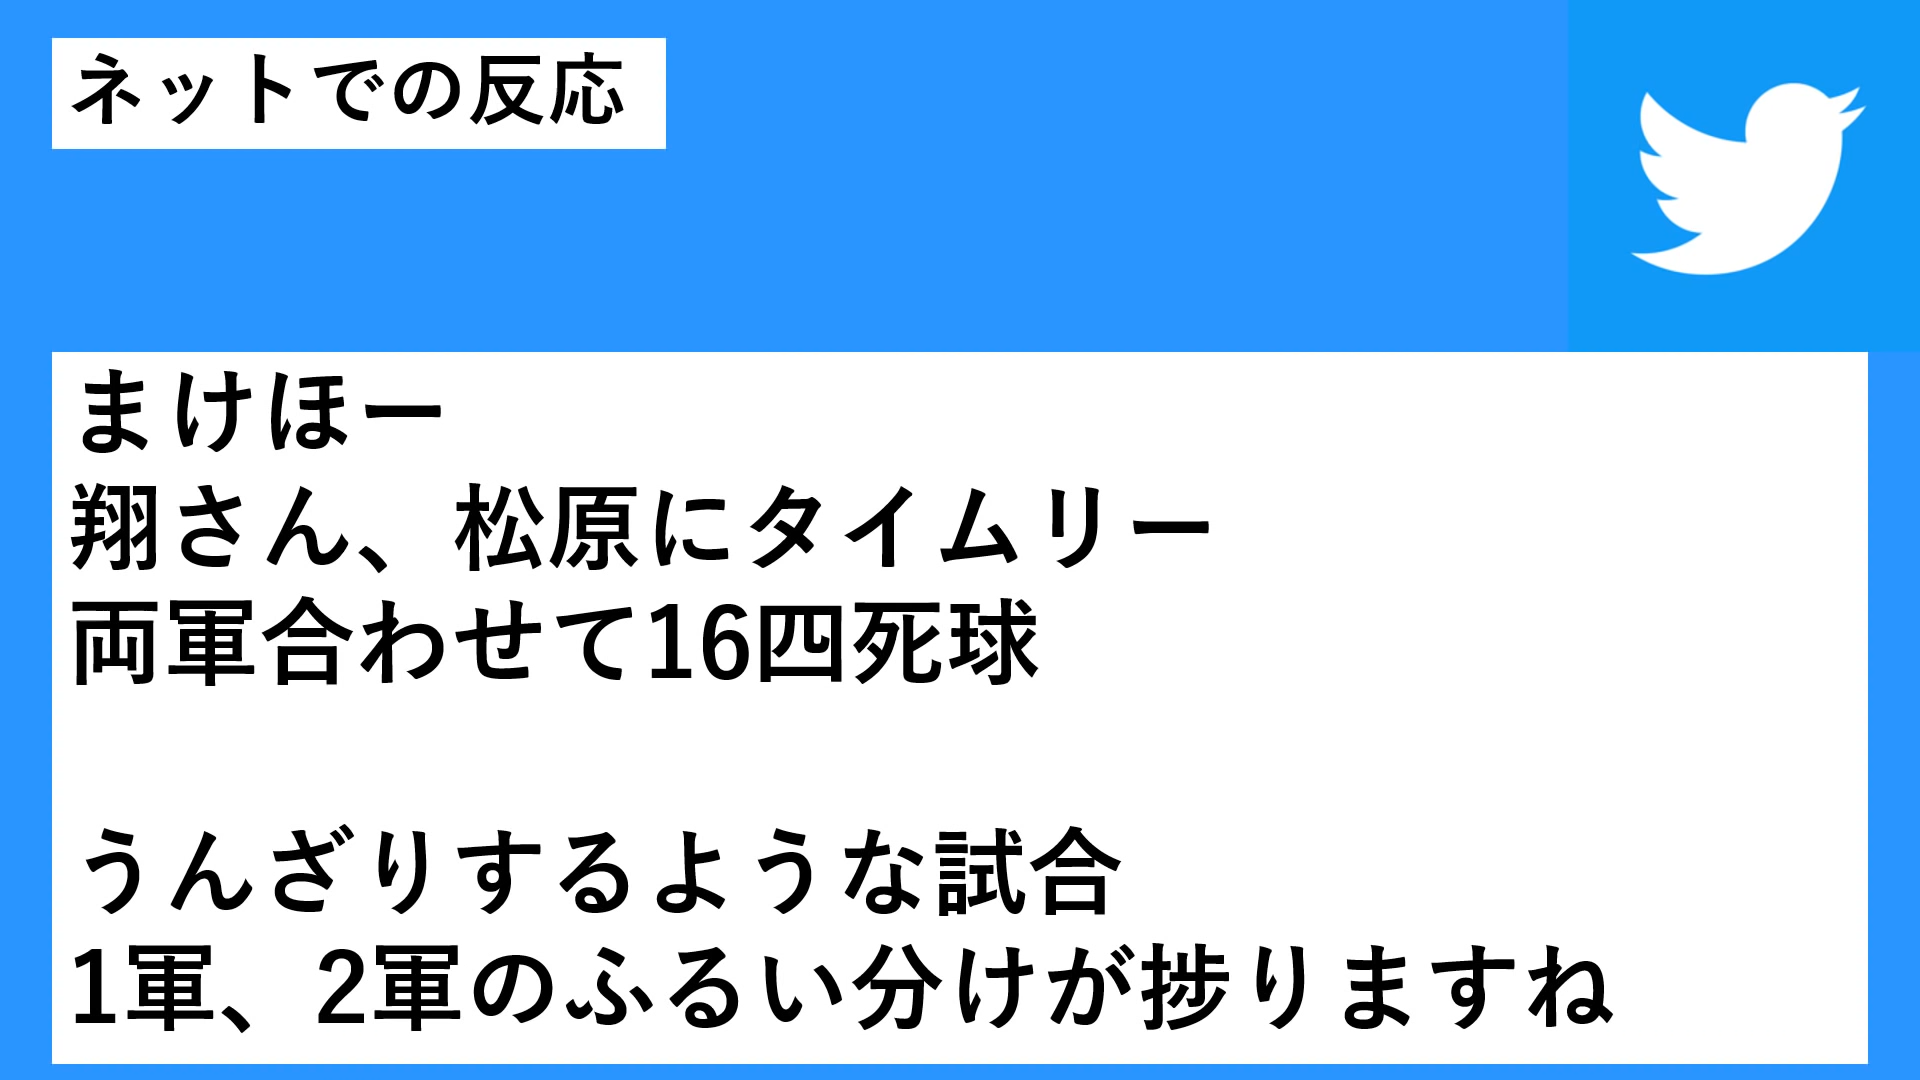 ネットでの反応
まけほー
翔さん、松原にタイムリー
両軍合わせて16四死球
うんざりするような試合
1軍、2軍のふるい分けが捗りますね